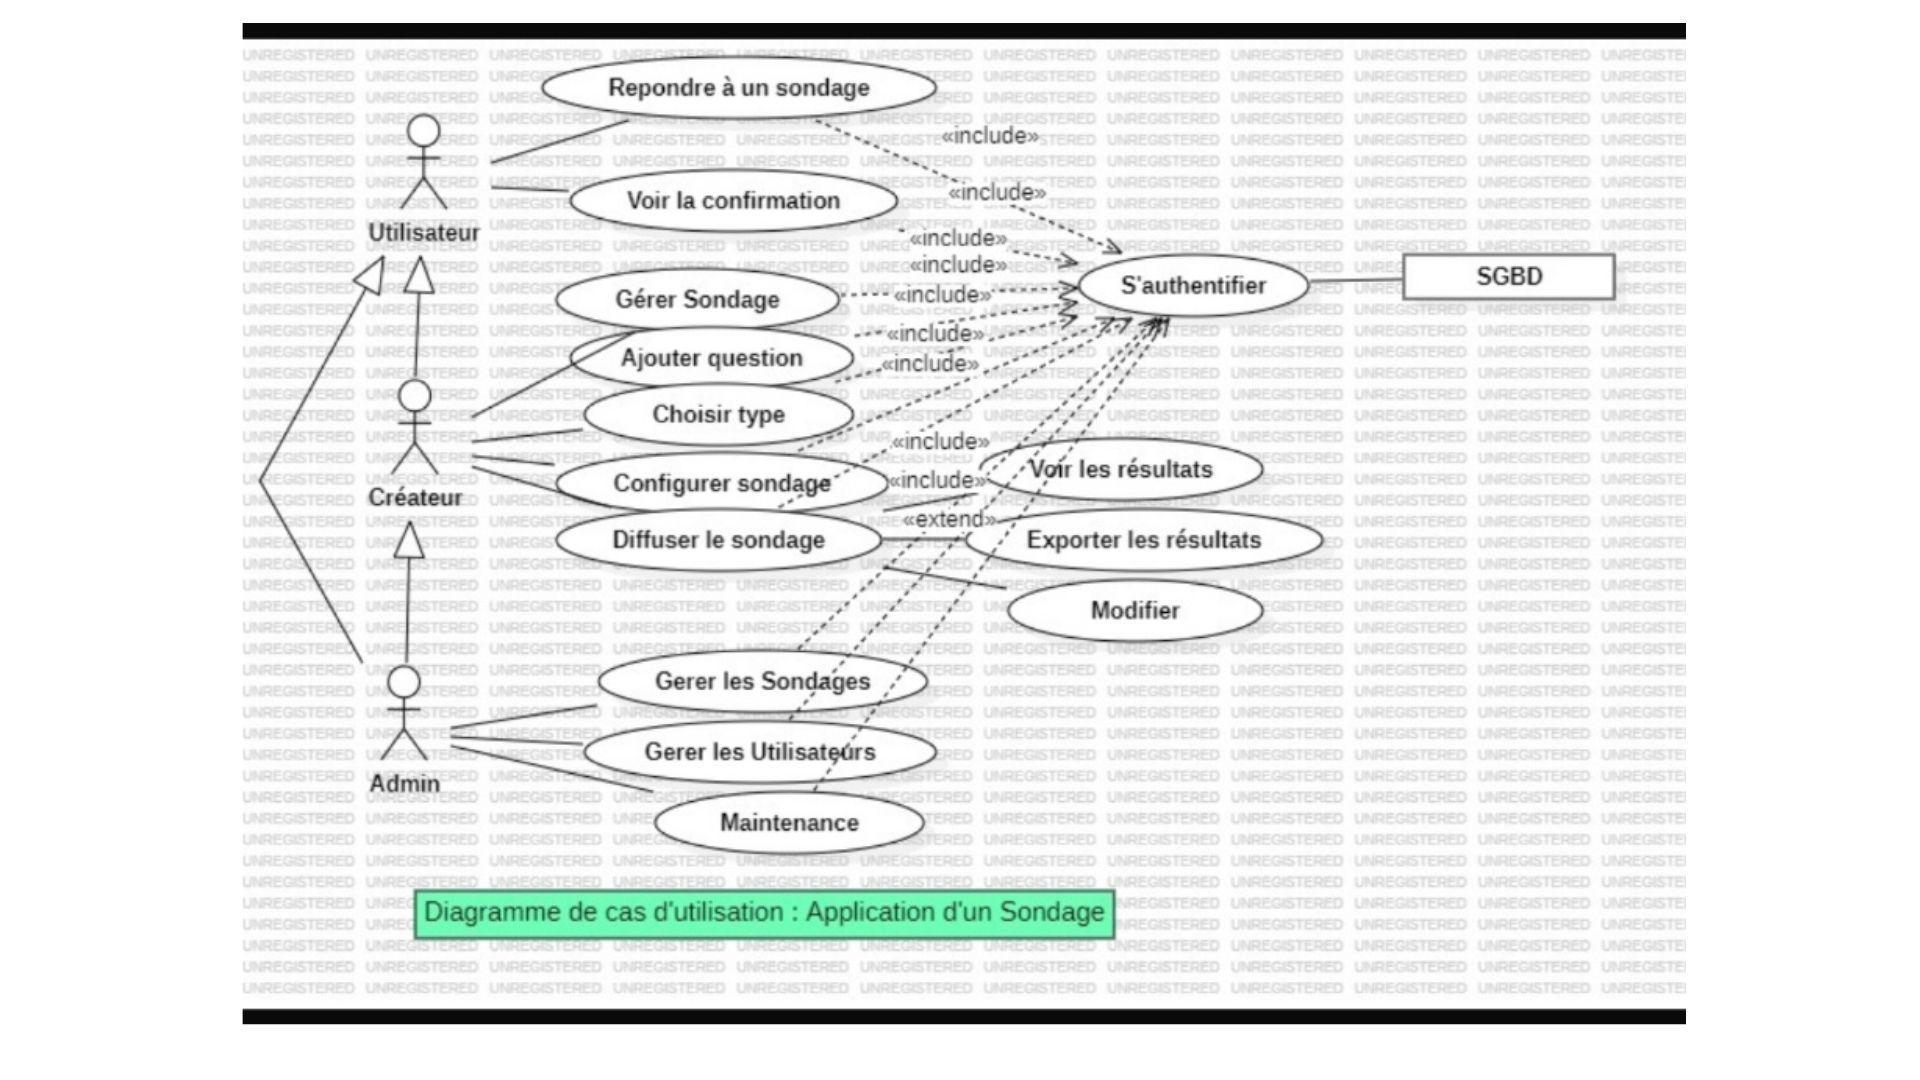 Repondre à un sondage
«include»
«include»
Voir la confirmation
Utilisateur
«include»
«include»
S'authentifier
SGBD
Gérer Sondage
«include»
«include»
Ajouter question
«include»
Choisir type
«include»
Voir les résultats
Configurer sondage
«include»
Créateur
«extend»
Diffuser le sondage
Exporter les résultats
Modifier
Gerer les Sondages
Gerer les Utilisateurs
Admin
Maintenance
Diagramme de cas d'utilisation : Application d'un Sondage
UNREGISTERED